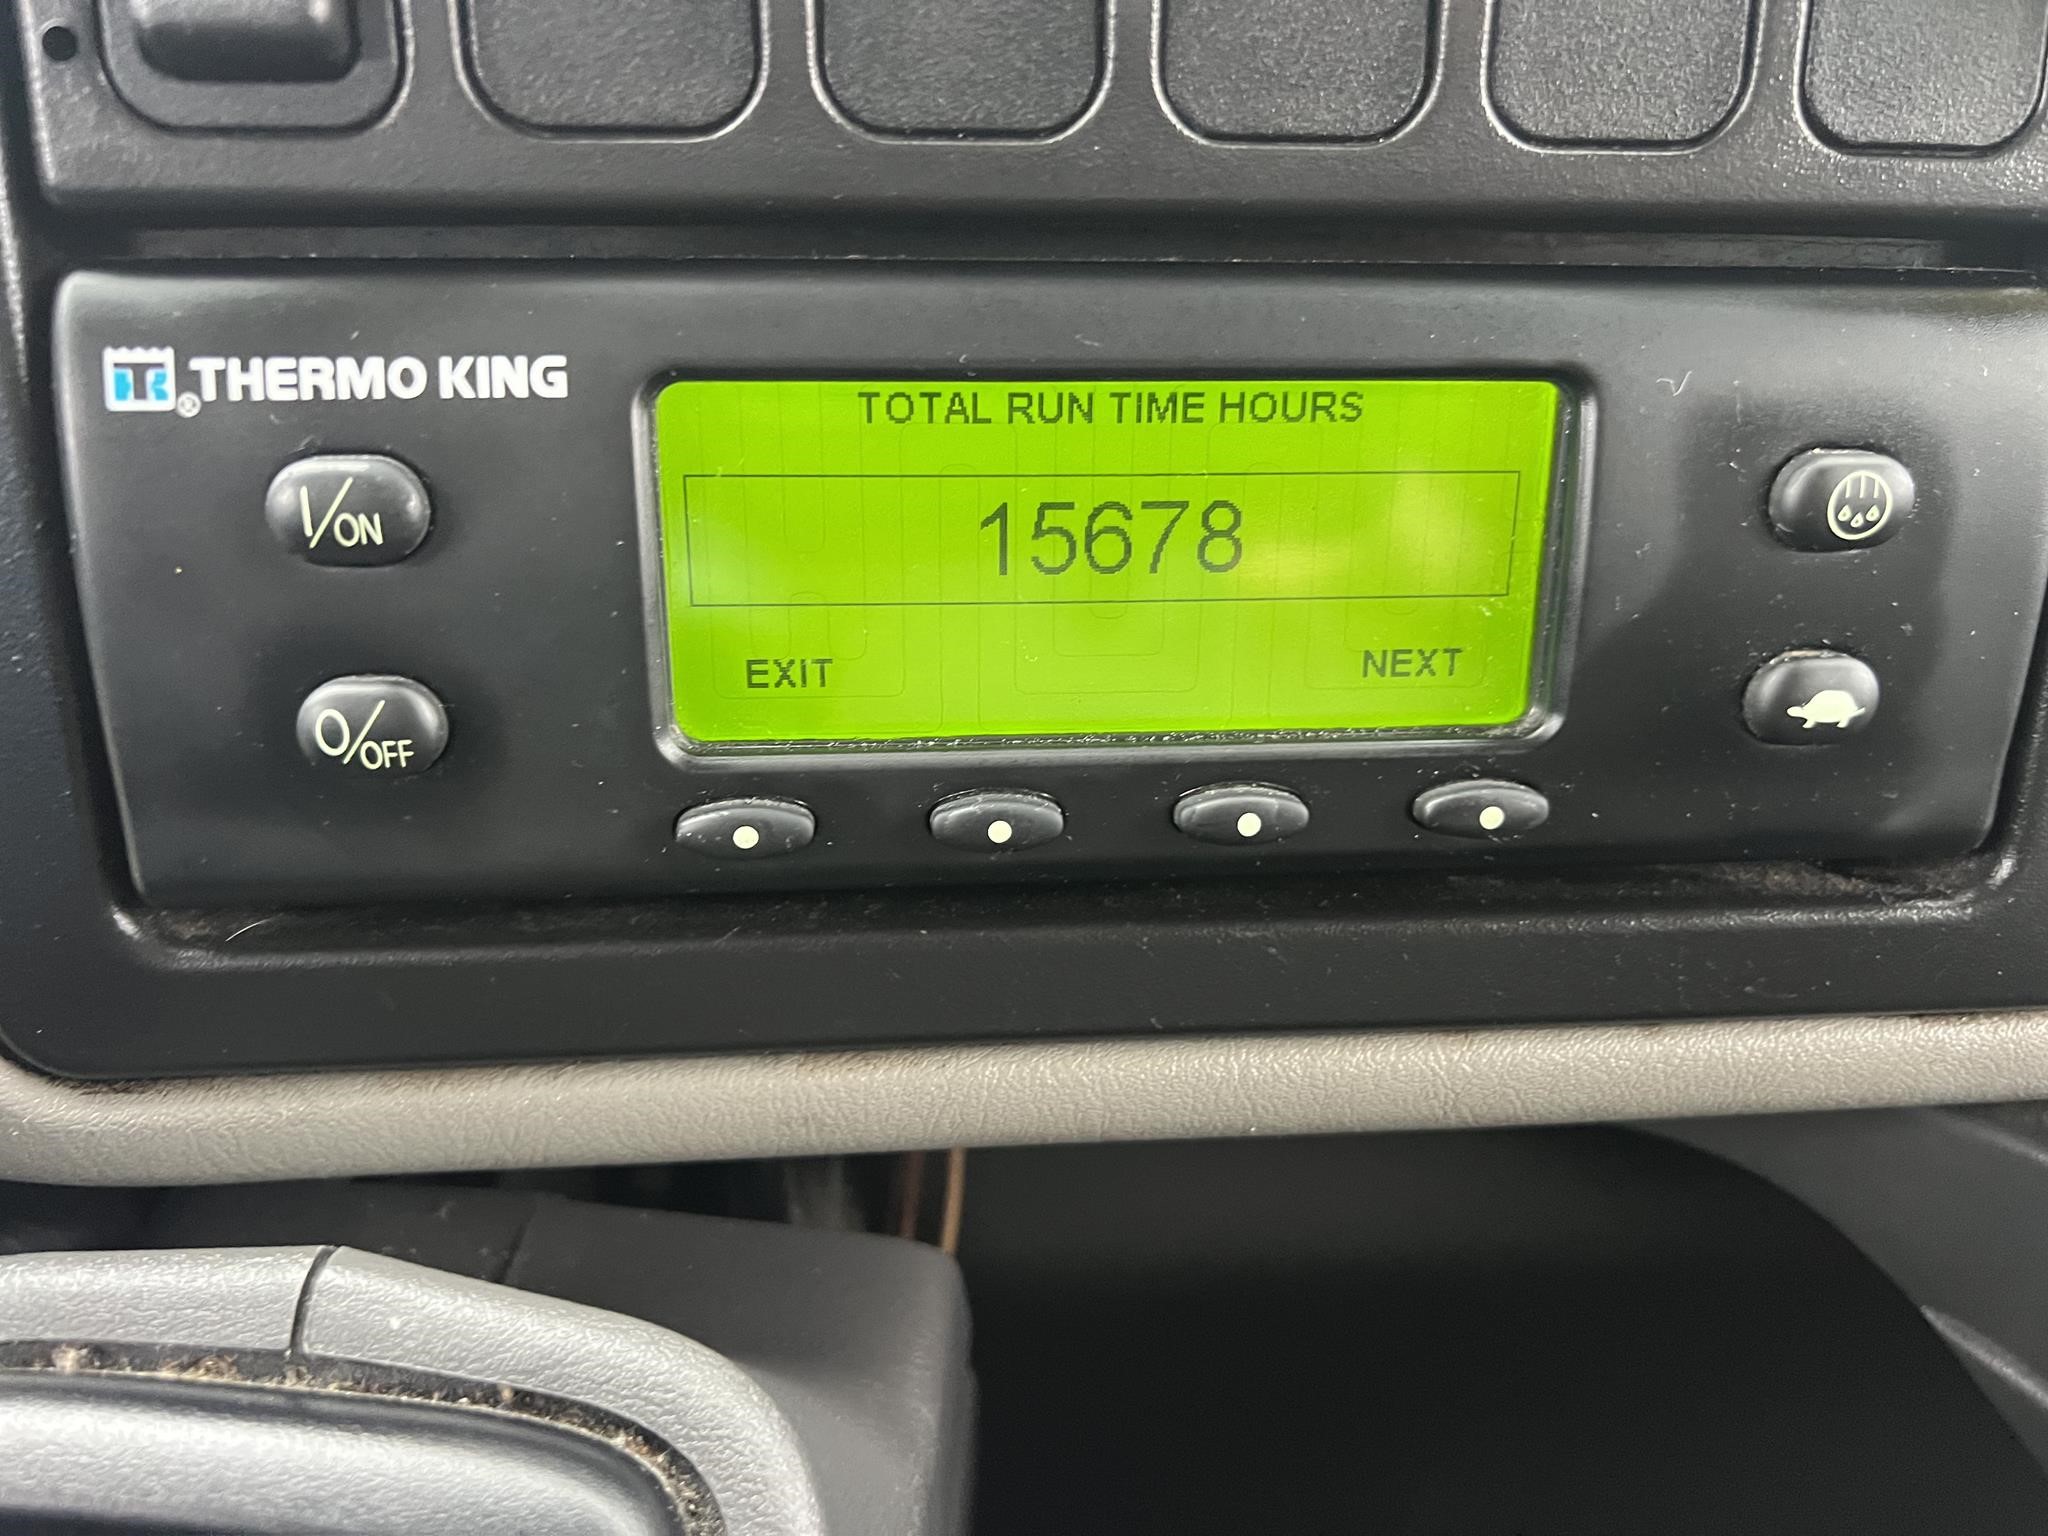 THERMO KING
TOTAL RUN TIME HOURS
15678
EXIT
NEXT
I/ON
O/OFF